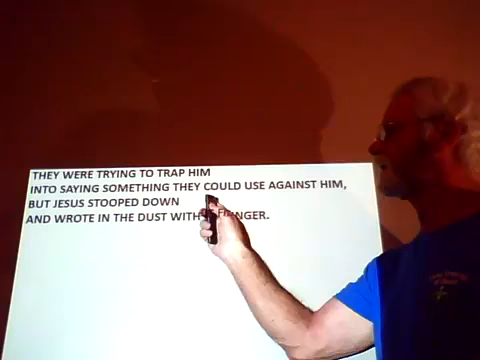 THEY WERE TRYING TO TRAP HIM
INTO SAYING SOMETHING THEY COULD USE AGAINST HIM,
BUT JESUS STOOPED DOWN
AND WROTE IN THE DUST WITH FINGER.